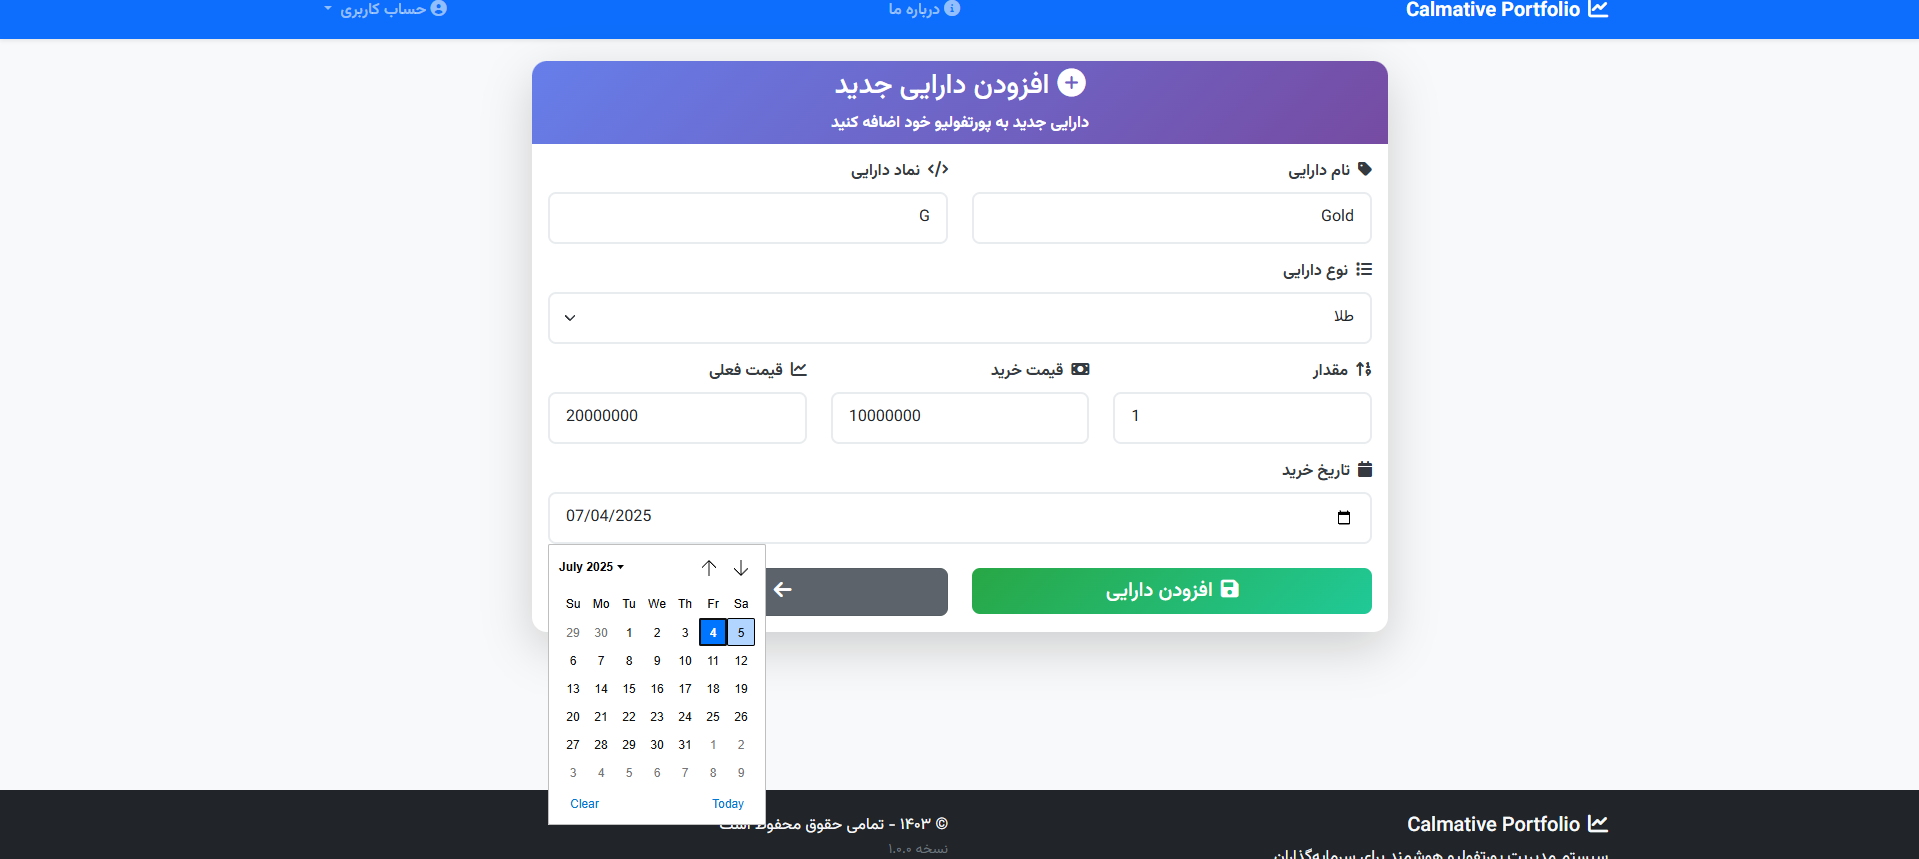 Calmative Portfolio
درباره ما
حساب کاربری
افزودن دارایی جدید
دارایی جدید به پورتفولیو خود اضافه کنید
نام دارایی
نماد دارایی
Gold
G
نوع دارایی
طلا
مقدار
قیمت خرید
قیمت فعلی
1
10000000
20000000
تاریخ خرید
07/04/2025
July 2025
Su Mo Tu We Th Fr Sa
29 30 1 2 3 4 5
6 7 8 9 10 11 12
13 14 15 16 17 18 19
20 21 22 23 24 25 26
27 28 29 30 31 1 2
3 4 5 6 7 8 9
Clear Today
افزودن دارایی
Calmative Portfolio
سیستم مدیریت پورتفولیو هوشمند برای سرمایه‌گذاران
© ۱۴۰۳ - تمامی حقوق محفوظ است
نسخه ۱.۰.۰